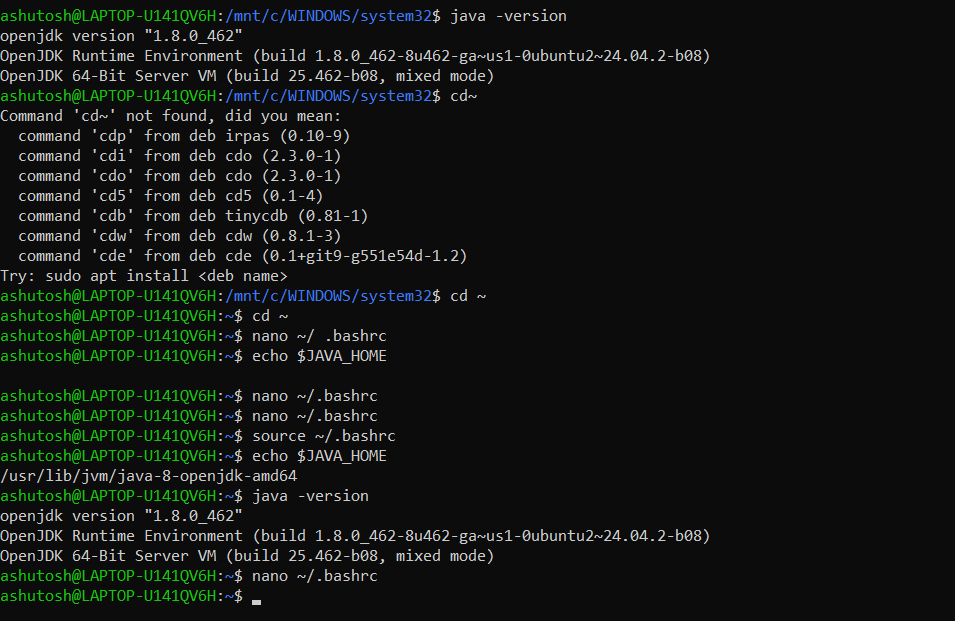 ashutosh@LAPTOP-U141QV6H:/mnt/c/WINDOWS/system32$ java -version
openjdk version "1.8.0_462"
OpenJDK Runtime Environment (build 1.8.0_462-8u462-ga~us1-0ubuntu2~24.04.2-b08)
OpenJDK 64-Bit Server VM (build 25.462-b08, mixed mode)
ashutosh@LAPTOP-U141QV6H:/mnt/c/WINDOWS/system32$ cd~
Command 'cd~' not found, did you mean:
  command 'cdp' from deb irpas (0.10-9)
  command 'cdi' from deb cdo (2.3.0-1)
  command 'cdo' from deb cdo (2.3.0-1)
  command 'cd5' from deb cd5 (0.1-4)
  command 'cdb' from deb tinycdb (0.81-1)
  command 'cdw' from deb cdw (0.8.1-3)
  command 'cde' from deb cde (0.1+git9-g551e54d-1.2)
Try: sudo apt install <deb name>
ashutosh@LAPTOP-U141QV6H:/mnt/c/WINDOWS/system32$ cd ~
ashutosh@LAPTOP-U141QV6H:~$ cd ~
ashutosh@LAPTOP-U141QV6H:~$ nano ~/ .bashrc
ashutosh@LAPTOP-U141QV6H:~$ echo $JAVA_HOME

ashutosh@LAPTOP-U141QV6H:~$ nano ~/.bashrc
ashutosh@LAPTOP-U141QV6H:~$ nano ~/.bashrc
ashutosh@LAPTOP-U141QV6H:~$ source ~/.bashrc
ashutosh@LAPTOP-U141QV6H:~$ echo $JAVA_HOME
/usr/lib/jvm/java-8-openjdk-amd64
ashutosh@LAPTOP-U141QV6H:~$ java -version
openjdk version "1.8.0_462"
OpenJDK Runtime Environment (build 1.8.0_462-8u462-ga~us1-0ubuntu2~24.04.2-b08)
OpenJDK 64-Bit Server VM (build 25.462-b08, mixed mode)
ashutosh@LAPTOP-U141QV6H:~$ nano ~/.bashrc
ashutosh@LAPTOP-U141QV6H:~$